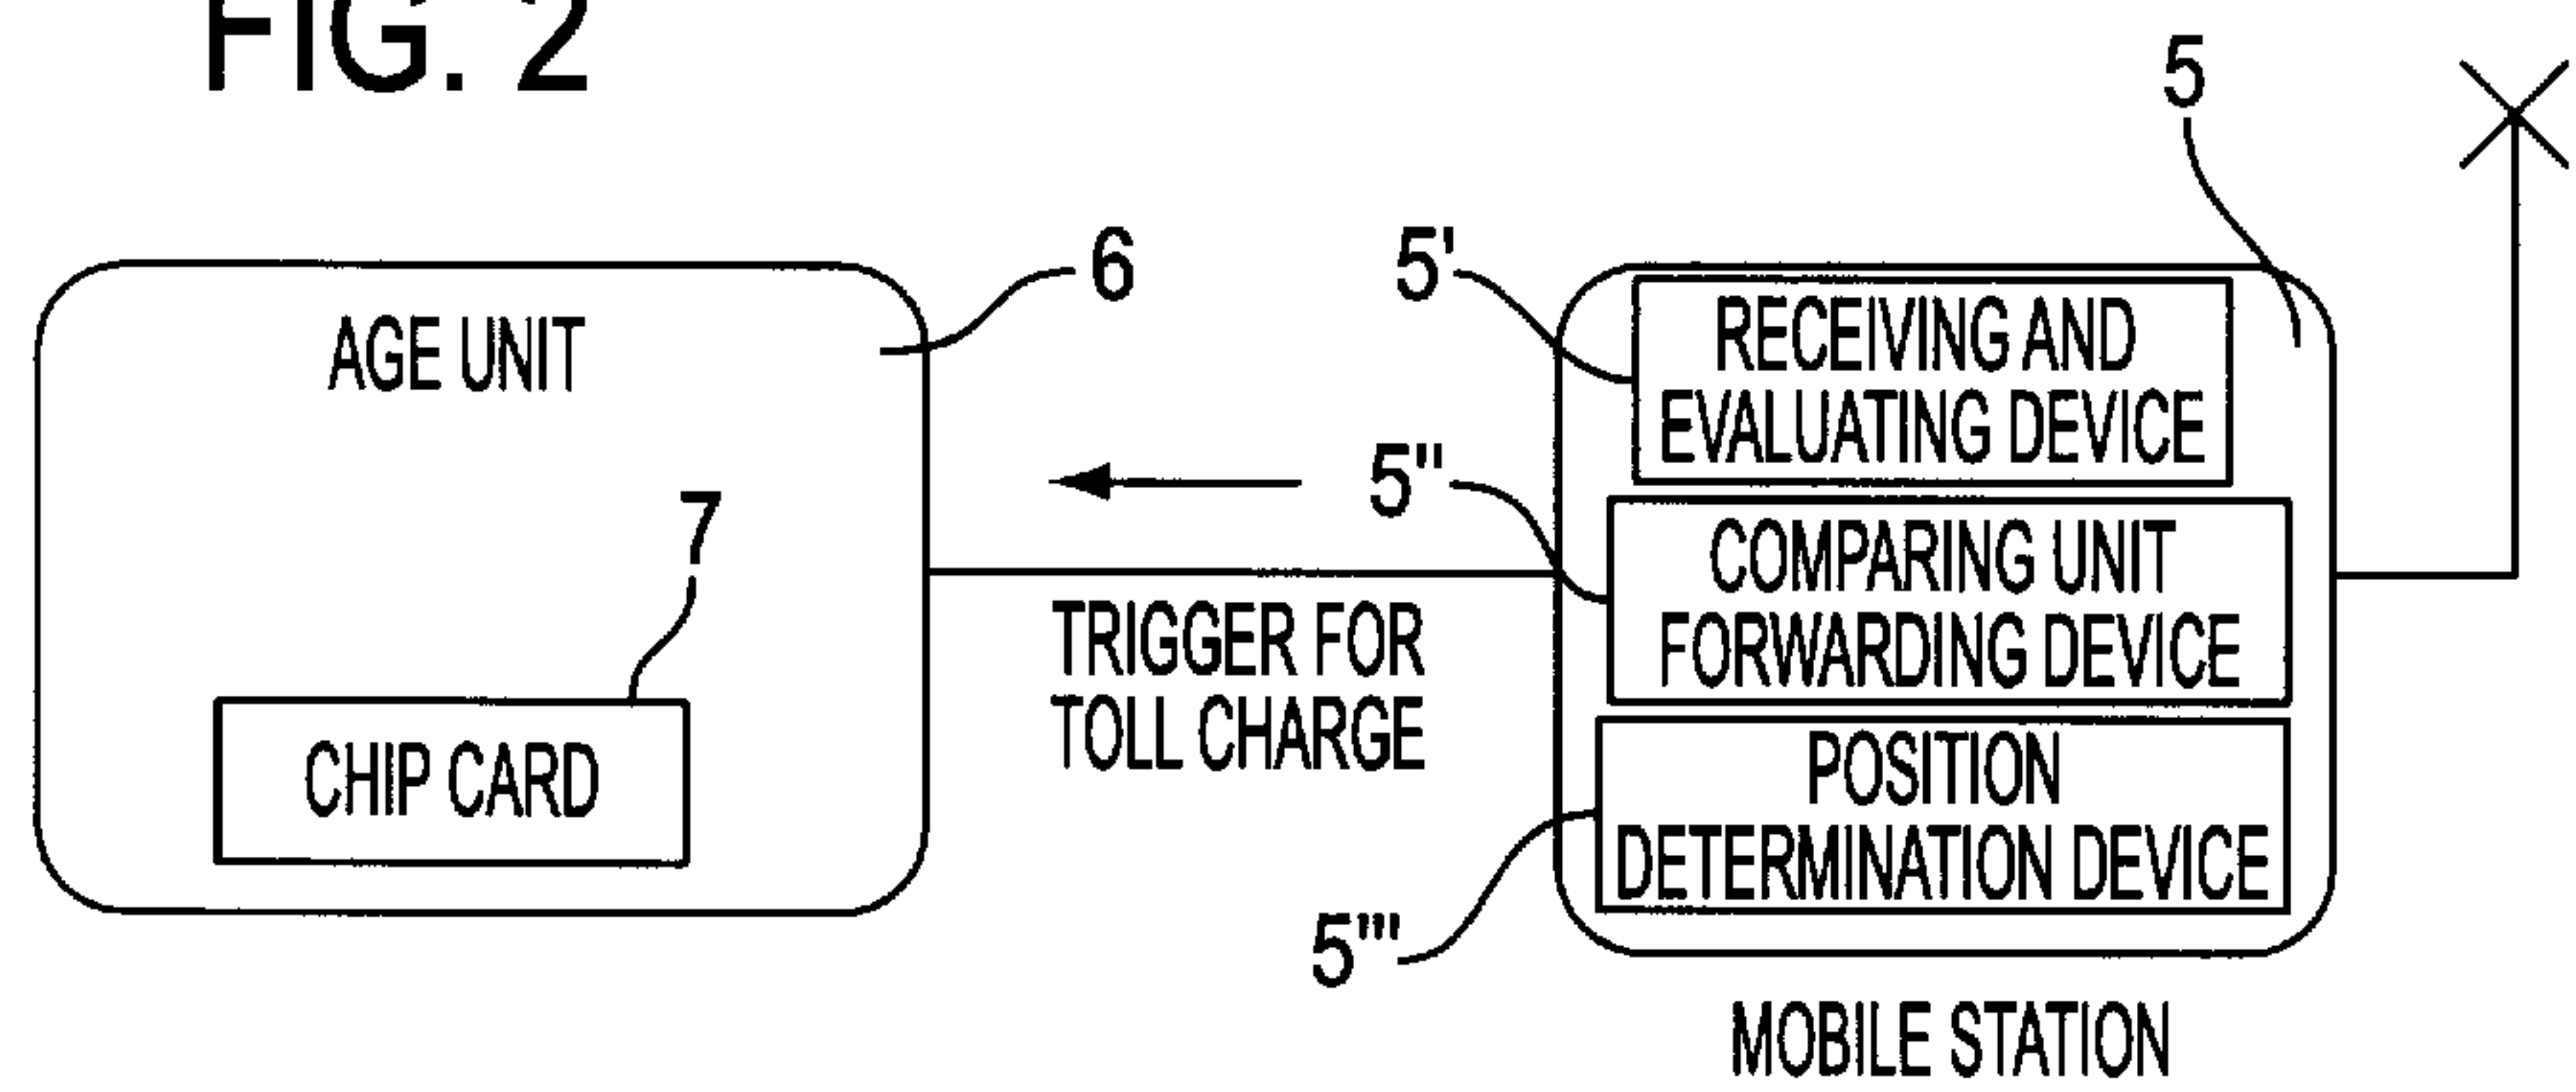 FIG. 2
5
6
5'
AGE UNIT
RECEIVING AND
EVALUATING DEVICE
5"
7
COMPARING UNIT
FORWARDING DEVICE
TRIGGER FOR
TOLL CHARGE
CHIP CARD
POSITION
DETERMINATION DEVICE
5'"
MOBILE STATION